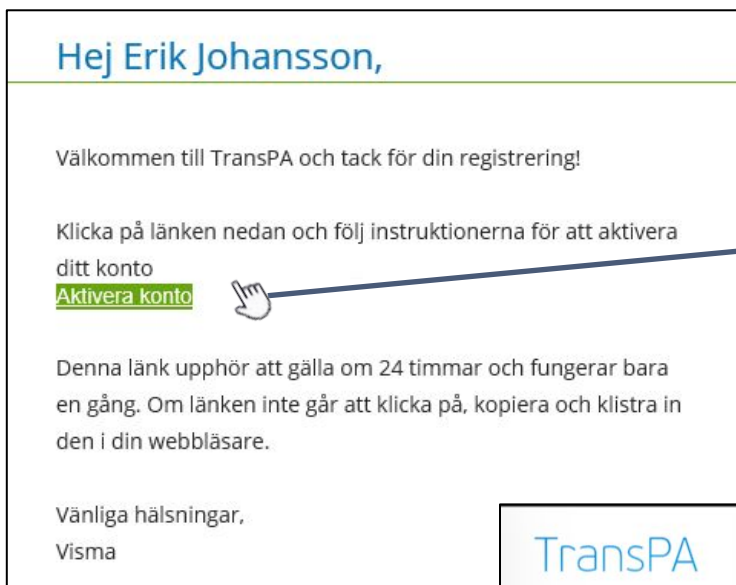 Hej Erik Johansson,
Välkommen till TransPA och tack för din registrering!
Klicka på länken nedan och följ instruktionerna för att aktivera
ditt konto
Aktivera konto
Denna länk upphör att gälla om 24 timmar och fungerar bara
en gång. Om länken inte går att klicka på, kopiera och klistra in
den i din webbläsare.
Vänliga hälsningar,
Visma
TransPA